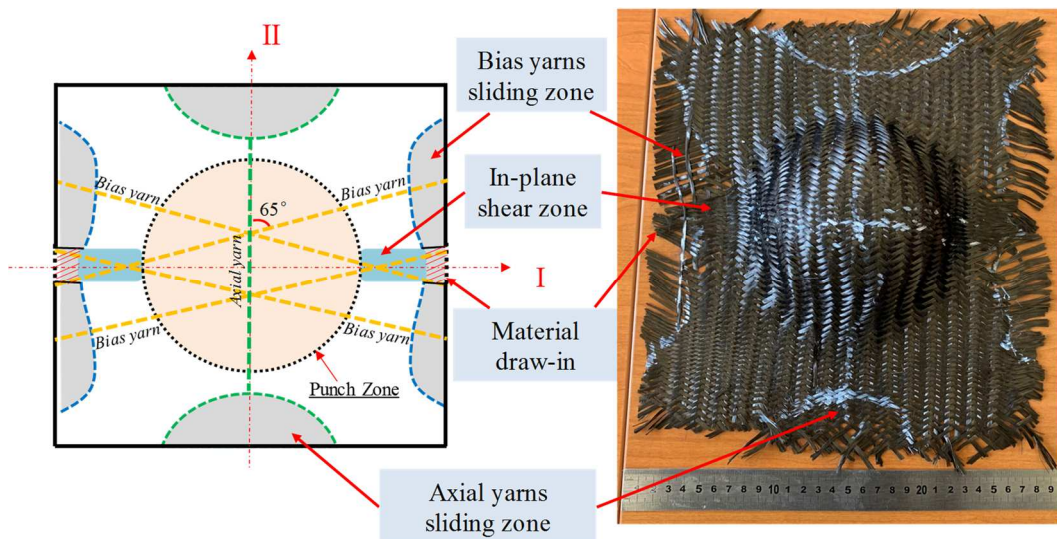 II
Bias yarns
sliding zone
Bias yarn
Bias yarn
65°
In-plane
shear zone
Axial yarn
I
Bias yarn
Bias yarn
Material
draw-in
Punch Zone
Axial yarns
sliding zone
3 4 5 6 7 8 9 10 1 2 3 4 5 6 7 8 9 20 1 2 3 4 5 6 7 8 9